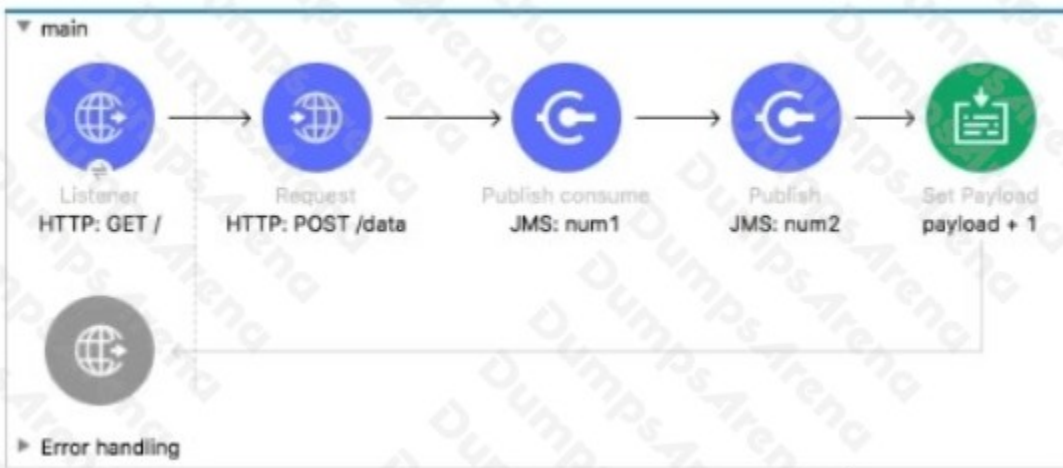 main
Listener
HTTP: GET /
Request
HTTP: POST /data
Publish consume
JMS: num1
Publish
JMS: num2
Set Payload
payload + 1
Error handling
DumpsArena